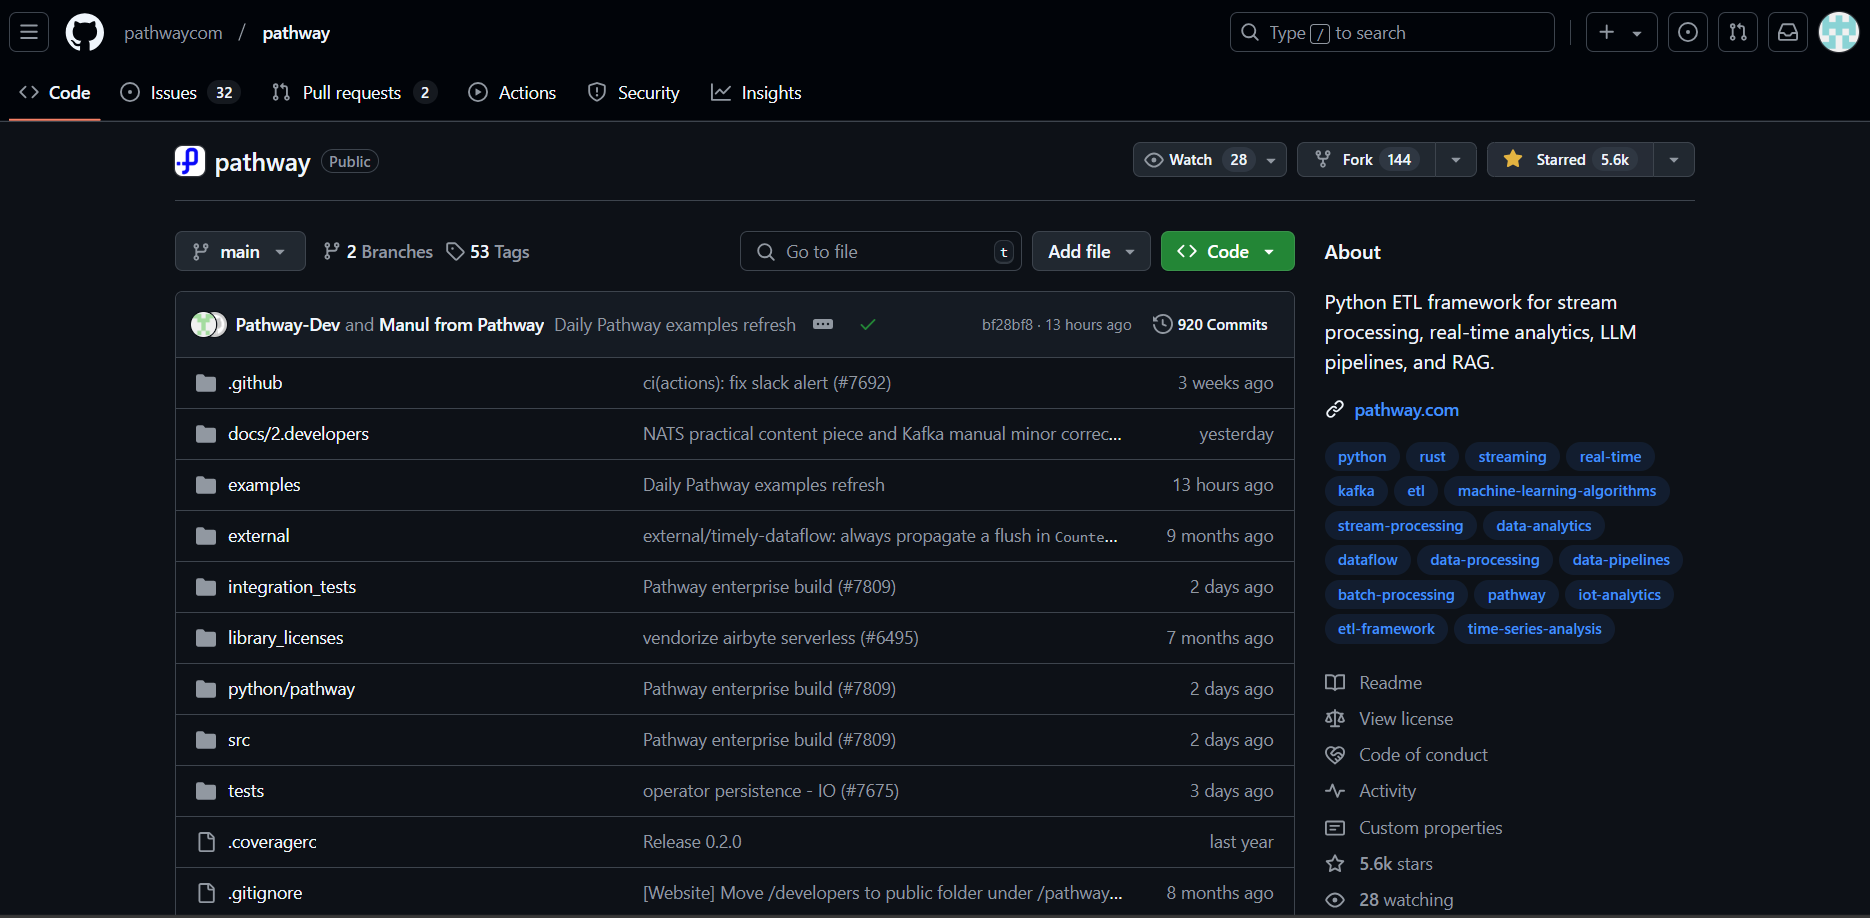 pathwaycom / pathway
Type / to search
Code Issues 32 Pull requests 2 Actions Security Insights
pathway Public
Watch 28 Fork 144 Starred 5.6k
main 2 Branches 53 Tags
Go to file t Add file Code
Pathway-Dev and Manul from Pathway Daily Pathway examples refresh bf28bf8 · 13 hours ago 920 Commits
.github ci(actions): fix slack alert (#7692) 3 weeks ago
docs/2.developers NATS practical content piece and Kafka manual minor correc... yesterday
examples Daily Pathway examples refresh 13 hours ago
external external/timely-dataflow: always propagate a flush in Counte... 9 months ago
integration_tests Pathway enterprise build (#7809) 2 days ago
library_licenses vendorize airbyte serverless (#6495) 7 months ago
python/pathway Pathway enterprise build (#7809) 2 days ago
src Pathway enterprise build (#7809) 2 days ago
tests operator persistence - IO (#7675) 3 days ago
.coveragerc Release 0.2.0 last year
.gitignore [Website] Move /developers to public folder under /pathway... 8 months ago
About
Python ETL framework for stream
processing, real-time analytics, LLM
pipelines, and RAG.
pathway.com
python rust streaming real-time
kafka etl machine-learning-algorithms
stream-processing data-analytics
dataflow data-processing data-pipelines
batch-processing pathway iot-analytics
etl-framework time-series-analysis
Readme
View license
Code of conduct
Activity
Custom properties
5.6k stars
28 watching